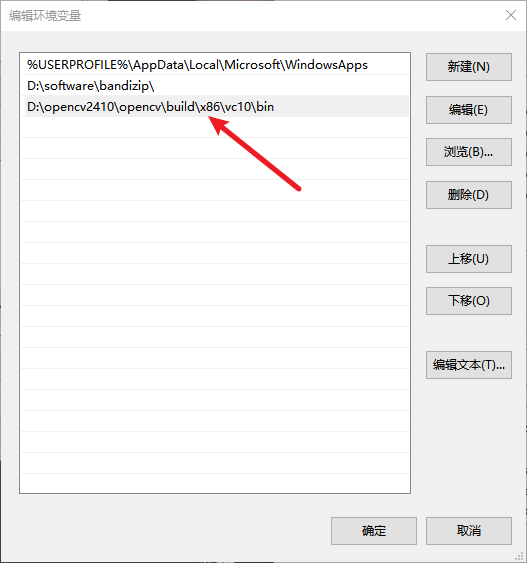 编辑环境变量
%USERPROFILE%\AppData\Local\Microsoft\WindowsApps
D:\software\bandizip\
D:\opencv2410\opencv\build\x86\vc10\bin
新建(N)
编辑(E)
浏览(B)...
删除(D)
上移(U)
下移(O)
编辑文本(T)...
确定
取消